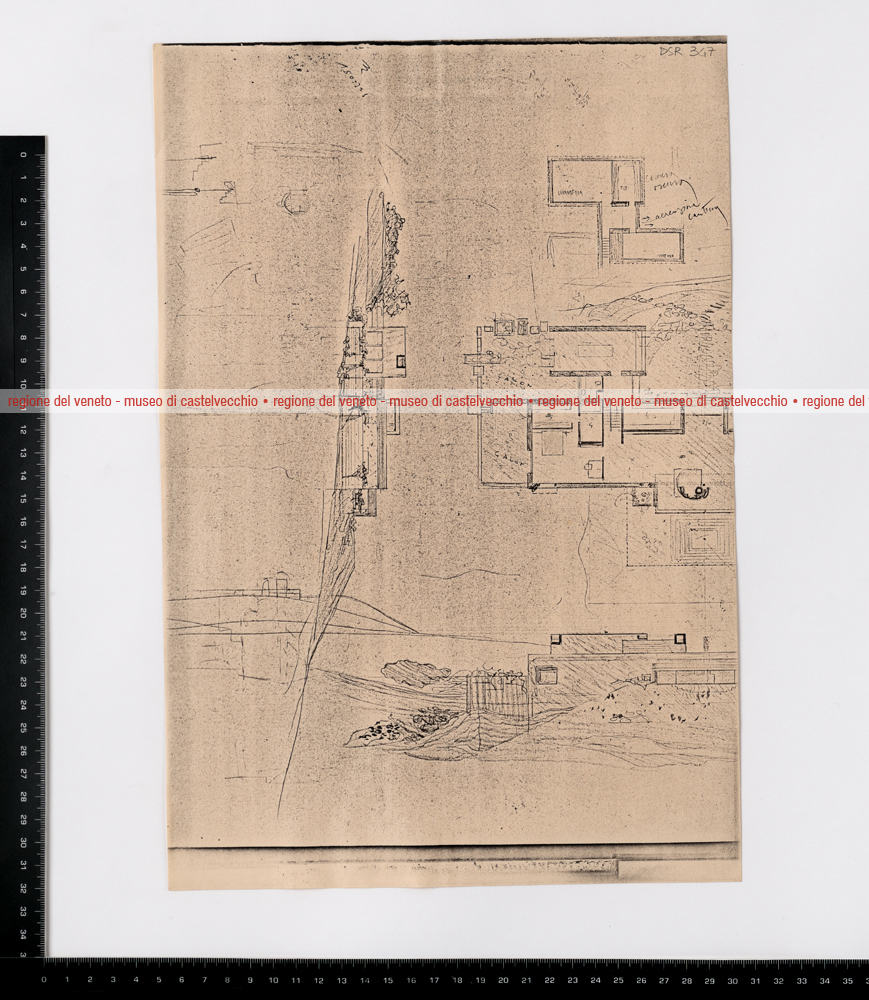 DSR 347
LAVANDERIA
camera
oscura
aereazione
cantina
regione del veneto - museo di castelvecchio • regione del veneto - museo di castelvecchio • regione del veneto - museo di castelvecchio • regione del v
0 1 2 3 4 5 6 7 8 9 10 11 12 13 14 15 16 17 18 19 20 21 22 23 24 25 26 27 28 29 30 31 32 33 34 3
0 1 2 3 4 5 6 7 8 9 10 11 12 13 14 15 16 17 18 19 20 21 22 23 24 25 26 27 28 29 30 31 32 33 34 35 3